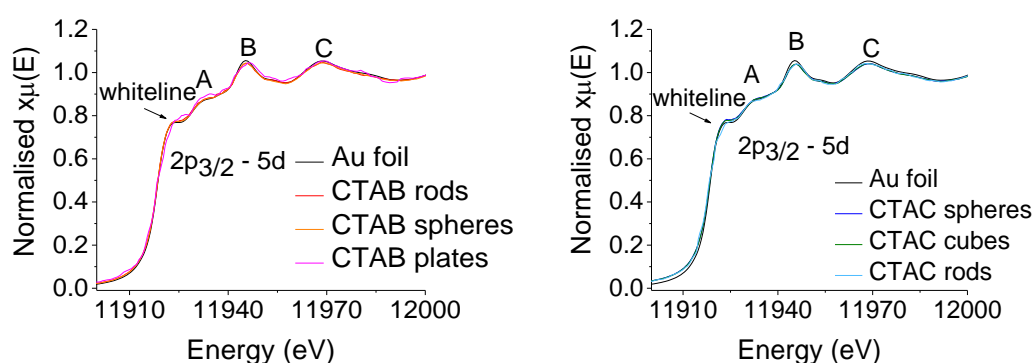 Normalised xμ(E)
1.2
1.0
0.8
0.6
0.4
0.2
0.0
whiteline
A
B
C
2p3/2 - 5d
Au foil
CTAB rods
CTAB spheres
CTAB plates
11910 11940 11970 12000
Energy (eV)
Normalised xμ(E)
1.2
1.0
0.8
0.6
0.4
0.2
0.0
whiteline
A
B
C
2p3/2 - 5d
Au foil
CTAC spheres
CTAC cubes
CTAC rods
11910 11940 11970 12000
Energy (eV)